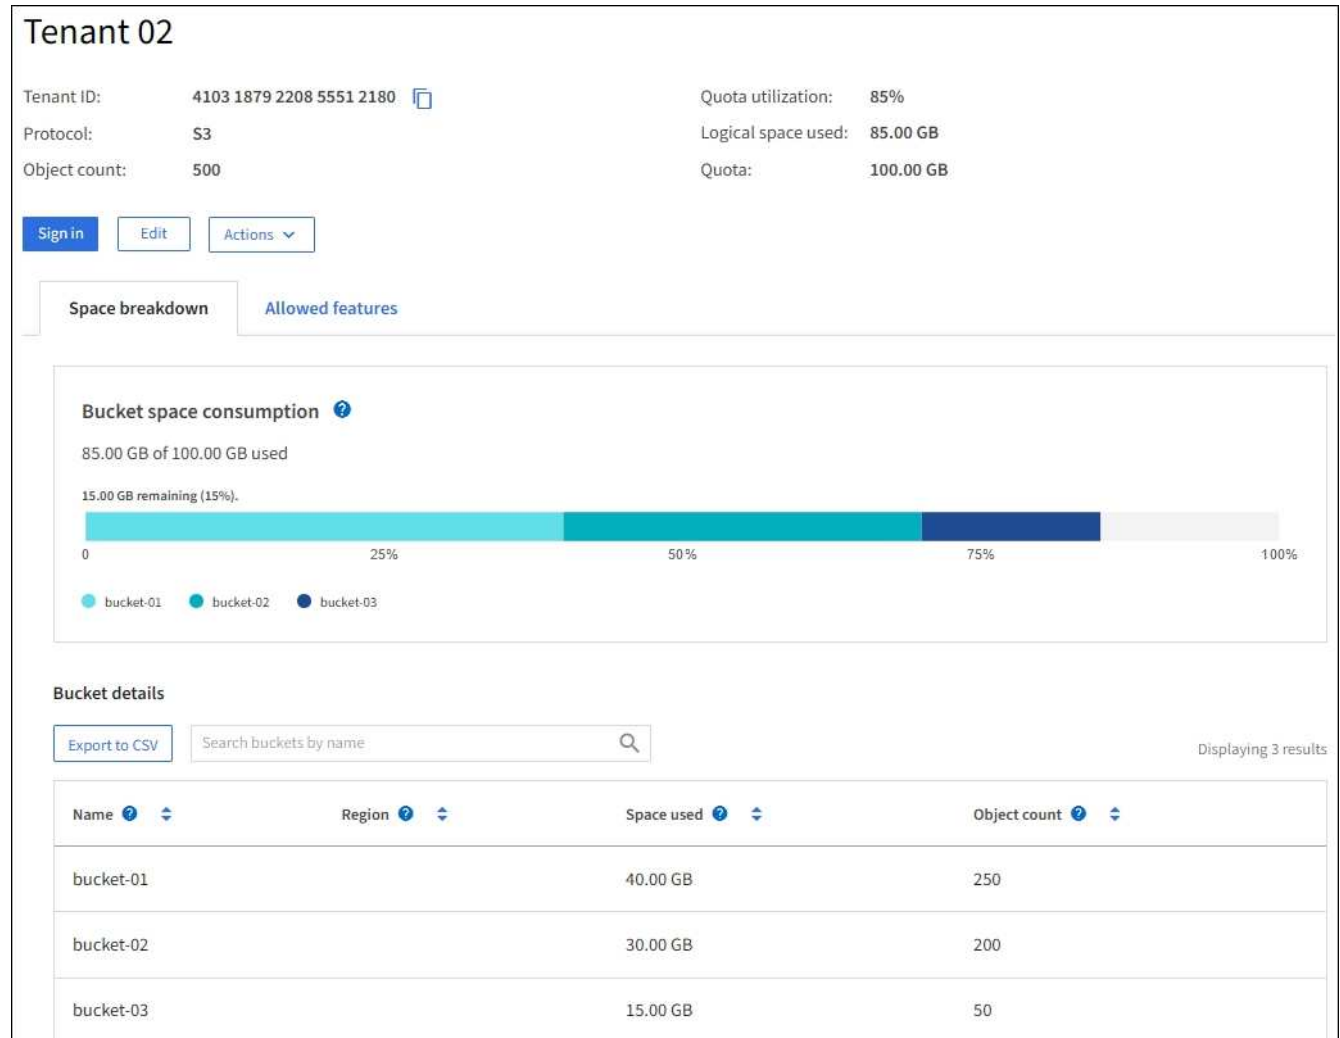 Tenant 02
Tenant ID: 4103 1879 2208 5551 2180
Quota utilization: 85%
Protocol: S3
Logical space used: 85.00 GB
Object count: 500
Quota: 100.00 GB
Sign in Edit Actions
Space breakdown Allowed features
Bucket space consumption
85.00 GB of 100.00 GB used
15.00 GB remaining (15%).
0 25% 50% 75% 100%
bucket-01 bucket-02 bucket-03
Bucket details
Export to CSV Search buckets by name Displaying 3 results
Name Region Space used Object count
bucket-01 40.00 GB 250
bucket-02 30.00 GB 200
bucket-03 15.00 GB 50